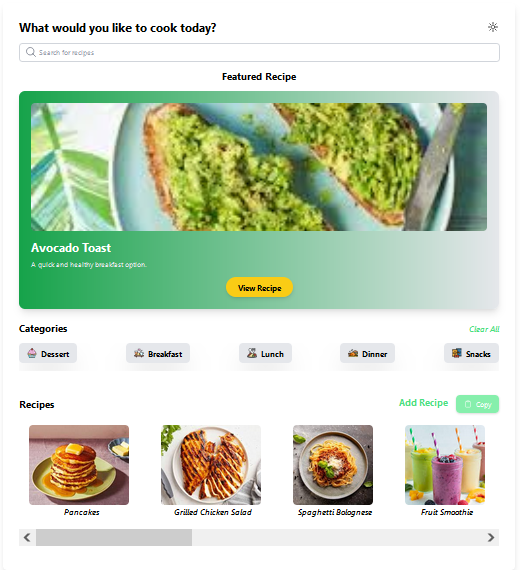 What would you like to cook today?
Search for recipes
Featured Recipe
Avocado Toast
A quick and healthy breakfast option.
View Recipe
Categories
Clear All
Dessert
Breakfast
Lunch
Dinner
Snacks
Recipes
Add Recipe
Copy
Pancakes
Grilled Chicken Salad
Spaghetti Bolognese
Fruit Smoothie